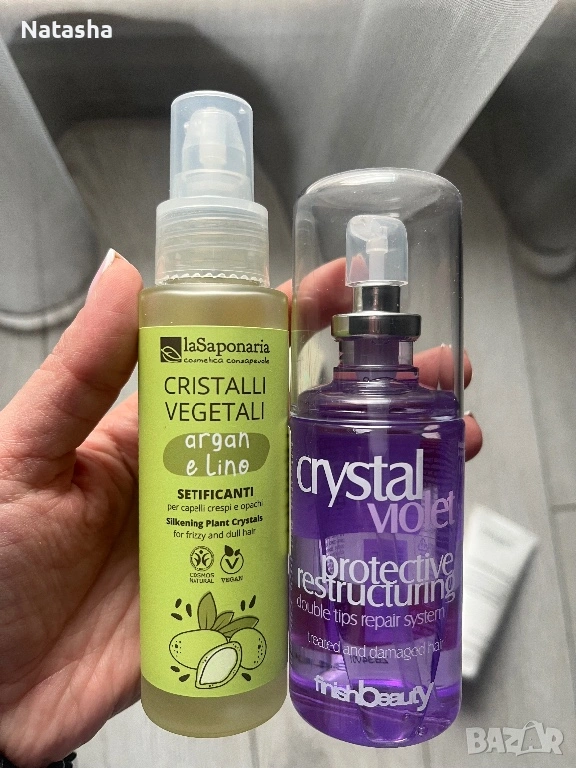 Natasha
laSaponaria
cosmetica consapevole
CRISTALLI
VEGETALI
argan
e lino
SETIFICANTI
per capelli crespi e opachi
Silkening Plant Crystals
for frizzy and dull hair
COSMOS
NATURAL
VEGAN
crystal
violet
protective
restructuring
double tips repair system
treated and damaged hair
finishbeauty
BAZAR